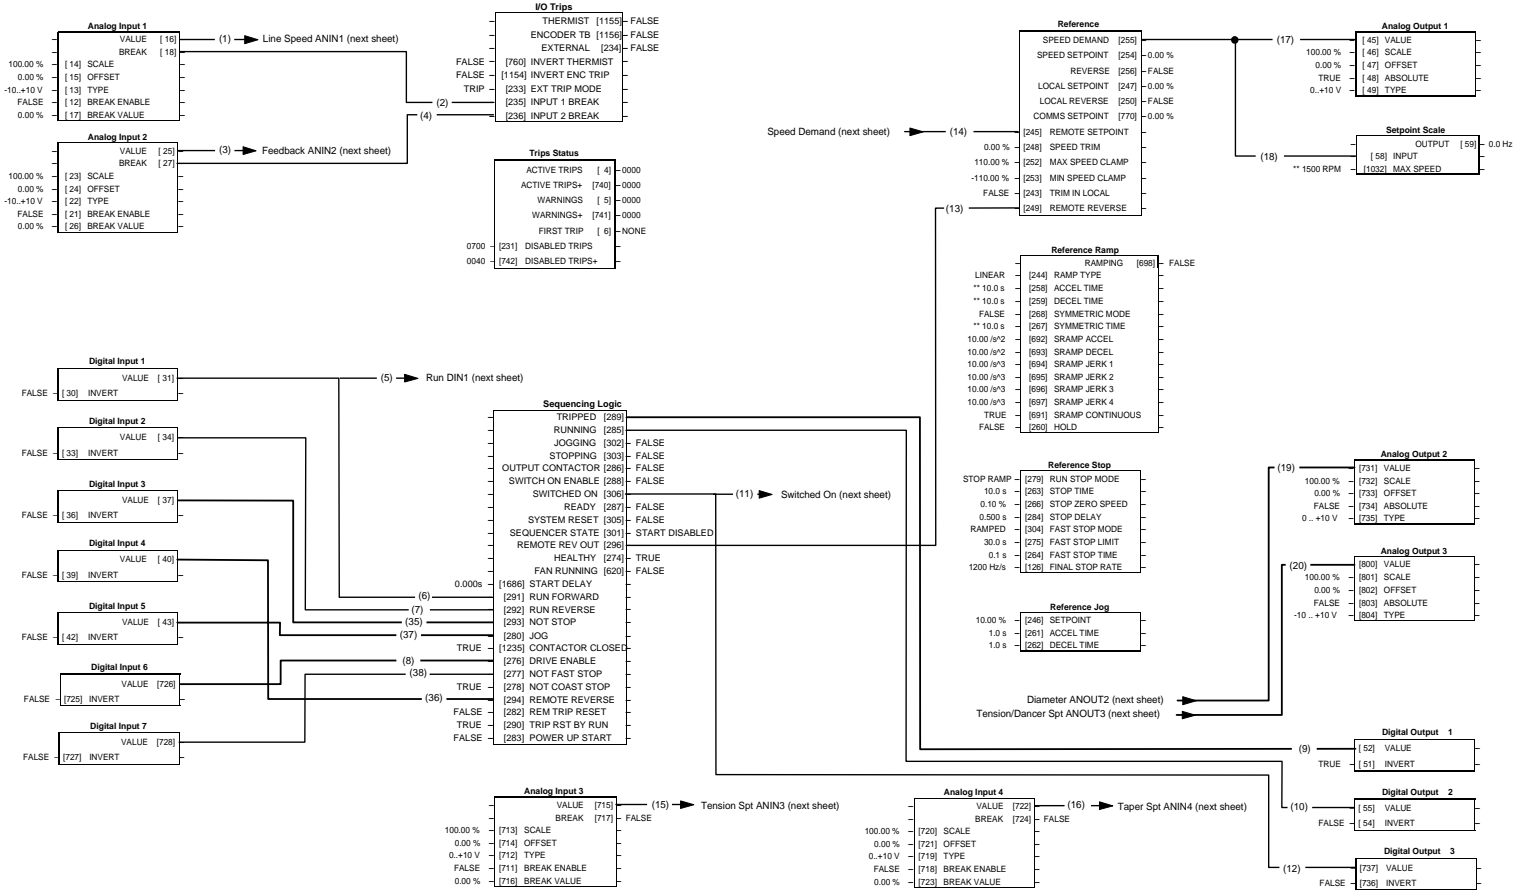 Analog Input 1
VALUE [ 16] (1) Line Speed ANIN1 (next sheet)
BREAK [ 18]
100.00 % [ 14] SCALE
0.00 % [ 15] OFFSET
-10..+10 V [ 13] TYPE
FALSE [ 12] BREAK ENABLE
0.00 % [ 17] BREAK VALUE
Analog Input 2
VALUE [ 25] (3) Feedback ANIN2 (next sheet)
BREAK [ 27]
100.00 % [ 23] SCALE
0.00 % [ 24] OFFSET
-10..+10 V [ 22] TYPE
FALSE [ 21] BREAK ENABLE
0.00 % [ 26] BREAK VALUE
I/O Trips
THERMIST [1155] FALSE
ENCODER TB [1156] FALSE
EXTERNAL [234] FALSE
FALSE [760] INVERT THERMIST
FALSE [1154] INVERT ENC TRIP
TRIP [233] EXT TRIP MODE
(2) [235] INPUT 1 BREAK
(4) [236] INPUT 2 BREAK
Trips Status
ACTIVE TRIPS [ 4] 0000
ACTIVE TRIPS+ [740] 0000
WARNINGS [ 5] 0000
WARNINGS+ [741] 0000
FIRST TRIP [ 6] NONE
0700 [231] DISABLED TRIPS
0040 [742] DISABLED TRIPS+
Reference
SPEED DEMAND [255]
SPEED SETPOINT [254] 0.00 %
REVERSE [256] FALSE
LOCAL SETPOINT [247] 0.00 %
LOCAL REVERSE [250] FALSE
COMMS SETPOINT [770] 0.00 %
Speed Demand (next sheet) (14) [245] REMOTE SETPOINT
0.00 % [248] SPEED TRIM
110.00 % [252] MAX SPEED CLAMP
-110.00 % [253] MIN SPEED CLAMP
FALSE [243] TRIM IN LOCAL
(13) [249] REMOTE REVERSE
Analog Output 1
(17) [ 45] VALUE
100.00 % [ 46] SCALE
0.00 % [ 47] OFFSET
TRUE [ 48] ABSOLUTE
0..+10 V [ 49] TYPE
Setpoint Scale
OUTPUT [ 59] 0.0 Hz
(18) [ 58] INPUT
** 1500 RPM [1032] MAX SPEED
Reference Ramp
RAMPING [698] FALSE
LINEAR [244] RAMP TYPE
** 10.0 s [258] ACCEL TIME
** 10.0 s [259] DECEL TIME
FALSE [268] SYMMETRIC MODE
** 10.0 s [267] SYMMETRIC TIME
10.00 /s^2 [692] SRAMP ACCEL
10.00 /s^2 [693] SRAMP DECEL
10.00 /s^3 [694] SRAMP JERK 1
10.00 /s^3 [695] SRAMP JERK 2
10.00 /s^3 [696] SRAMP JERK 3
10.00 /s^3 [697] SRAMP JERK 4
TRUE [691] SRAMP CONTINUOUS
FALSE [260] HOLD
Digital Input 1
VALUE [ 31] (5) Run DIN1 (next sheet)
FALSE [ 30] INVERT
Digital Input 2
VALUE [ 34]
FALSE [ 33] INVERT
Digital Input 3
VALUE [ 37]
FALSE [ 36] INVERT
Digital Input 4
VALUE [ 40]
FALSE [ 39] INVERT
Digital Input 5
VALUE [ 43]
FALSE [ 42] INVERT
Digital Input 6
VALUE [726]
FALSE [725] INVERT
Digital Input 7
VALUE [728]
FALSE [727] INVERT
Sequencing Logic
TRIPPED [289]
RUNNING [285]
JOGGING [302] FALSE
STOPPING [303] FALSE
OUTPUT CONTACTOR [286] FALSE
SWITCH ON ENABLE [288] FALSE
SWITCHED ON [306] (11) Switched On (next sheet)
READY [287] FALSE
SYSTEM RESET [305] FALSE
SEQUENCER STATE [301] START DISABLED
REMOTE REV OUT [296]
HEALTHY [274] TRUE
FAN RUNNING [620] FALSE
0.000s [1686] START DELAY
(6) [291] RUN FORWARD
(7) [292] RUN REVERSE
(35) [293] NOT STOP
(37) [280] JOG
TRUE [1235] CONTACTOR CLOSED
(8) [276] DRIVE ENABLE
(38) [277] NOT FAST STOP
TRUE [278] NOT COAST STOP
(36) [294] REMOTE REVERSE
FALSE [282] REM TRIP RESET
TRUE [290] TRIP RST BY RUN
FALSE [283] POWER UP START
Reference Stop
STOP RAMP [279] RUN STOP MODE
10.0 s [263] STOP TIME
0.10 % [266] STOP ZERO SPEED
0.500 s [284] STOP DELAY
RAMPED [304] FAST STOP MODE
30.0 s [275] FAST STOP LIMIT
0.1 s [264] FAST STOP TIME
1200 Hz/s [126] FINAL STOP RATE
Reference Jog
10.00 % [246] SETPOINT
1.0 s [261] ACCEL TIME
1.0 s [262] DECEL TIME
Analog Output 2
(19) [731] VALUE
100.00 % [732] SCALE
0.00 % [733] OFFSET
FALSE [734] ABSOLUTE
0 .. +10 V [735] TYPE
Analog Output 3
(20) [800] VALUE
100.00 % [801] SCALE
0.00 % [802] OFFSET
FALSE [803] ABSOLUTE
-10 .. +10 V [804] TYPE
Diameter ANOUT2 (next sheet)
Tension/Dancer Spt ANOUT3 (next sheet)
Digital Output 1
(9) [ 52] VALUE
TRUE [ 51] INVERT
Digital Output 2
(10) [ 55] VALUE
FALSE [ 54] INVERT
Digital Output 3
(12) [737] VALUE
FALSE [736] INVERT
Analog Input 3
VALUE [715] (15) Tension Spt ANIN3 (next sheet)
BREAK [717] FALSE
100.00 % [713] SCALE
0.00 % [714] OFFSET
0..+10 V [712] TYPE
FALSE [711] BREAK ENABLE
0.00 % [716] BREAK VALUE
Analog Input 4
VALUE [722] (16) Taper Spt ANIN4 (next sheet)
BREAK [724] FALSE
100.00 % [720] SCALE
0.00 % [721] OFFSET
0..+10 V [719] TYPE
FALSE [718] BREAK ENABLE
0.00 % [723] BREAK VALUE